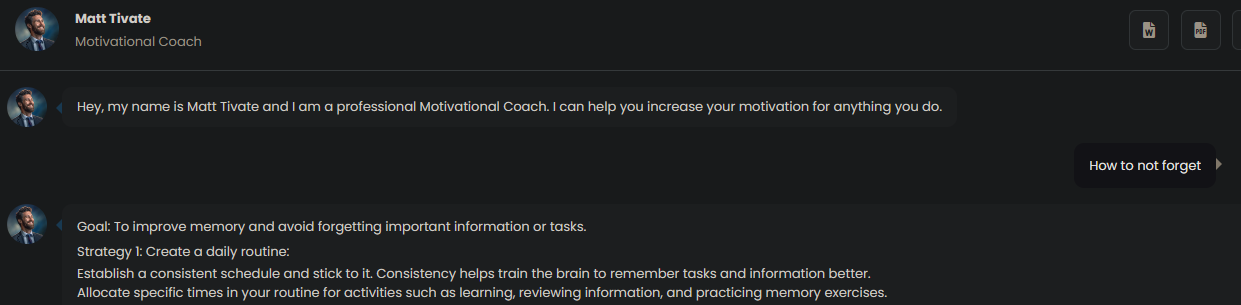 Matt Tivate
Motivational Coach
W
PDF
Hey, my name is Matt Tivate and I am a professional Motivational Coach. I can help you increase your motivation for anything you do.
How to not forget
Goal: To improve memory and avoid forgetting important information or tasks.
Strategy 1: Create a daily routine:
Establish a consistent schedule and stick to it. Consistency helps train the brain to remember tasks and information better.
Allocate specific times in your routine for activities such as learning, reviewing information, and practicing memory exercises.